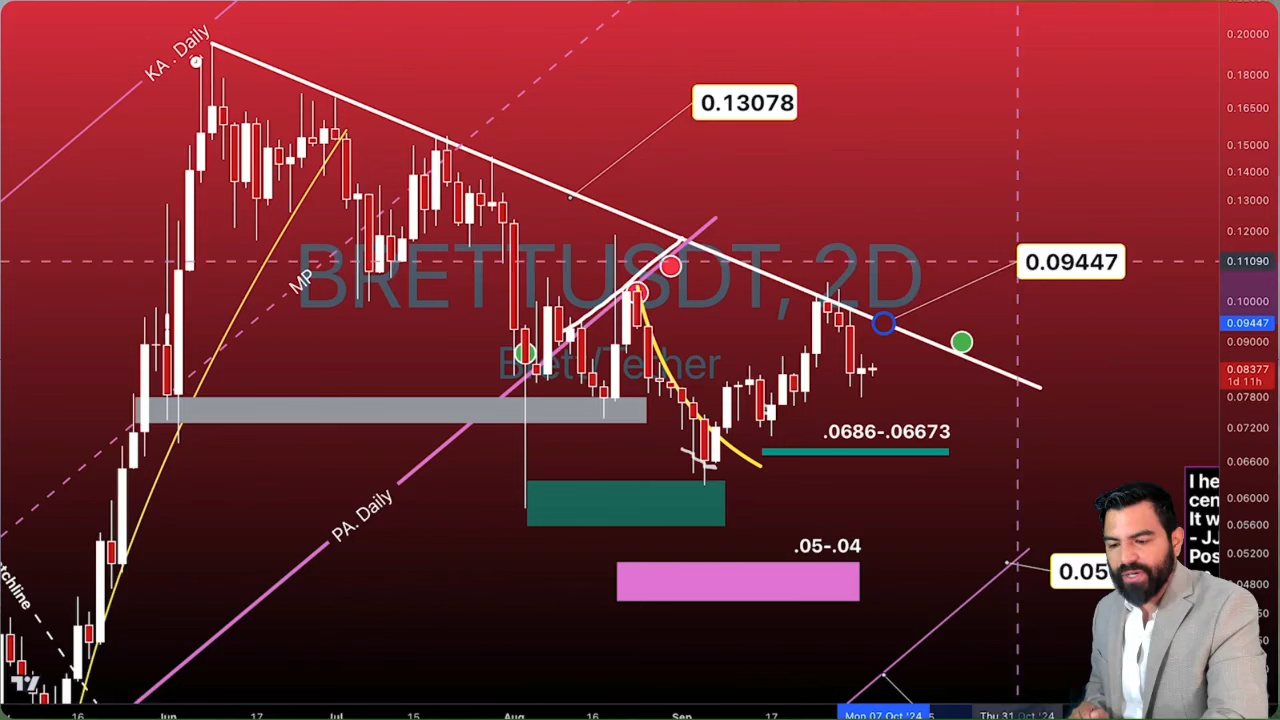 KA . Daily
0.13078
0.09447
MP
BRETTUSDT, 2D
Brett/Tether
PA. Daily
.0686-.06673
.05-.04
0.05
I he
cen
It w
- JJ
Pos
0.20000
0.18000
0.16500
0.15000
0.14000
0.13000
0.12000
0.11090
0.10000
0.09447
0.09000
0.08377
1d 11h
0.07800
0.07200
0.06600
0.06000
0.05600
0.05200
0.04800
16
Jun
17
Jul
15
Aug
16
Sep
17
Mon 07 Oct '24
Thu 31 Oct '24